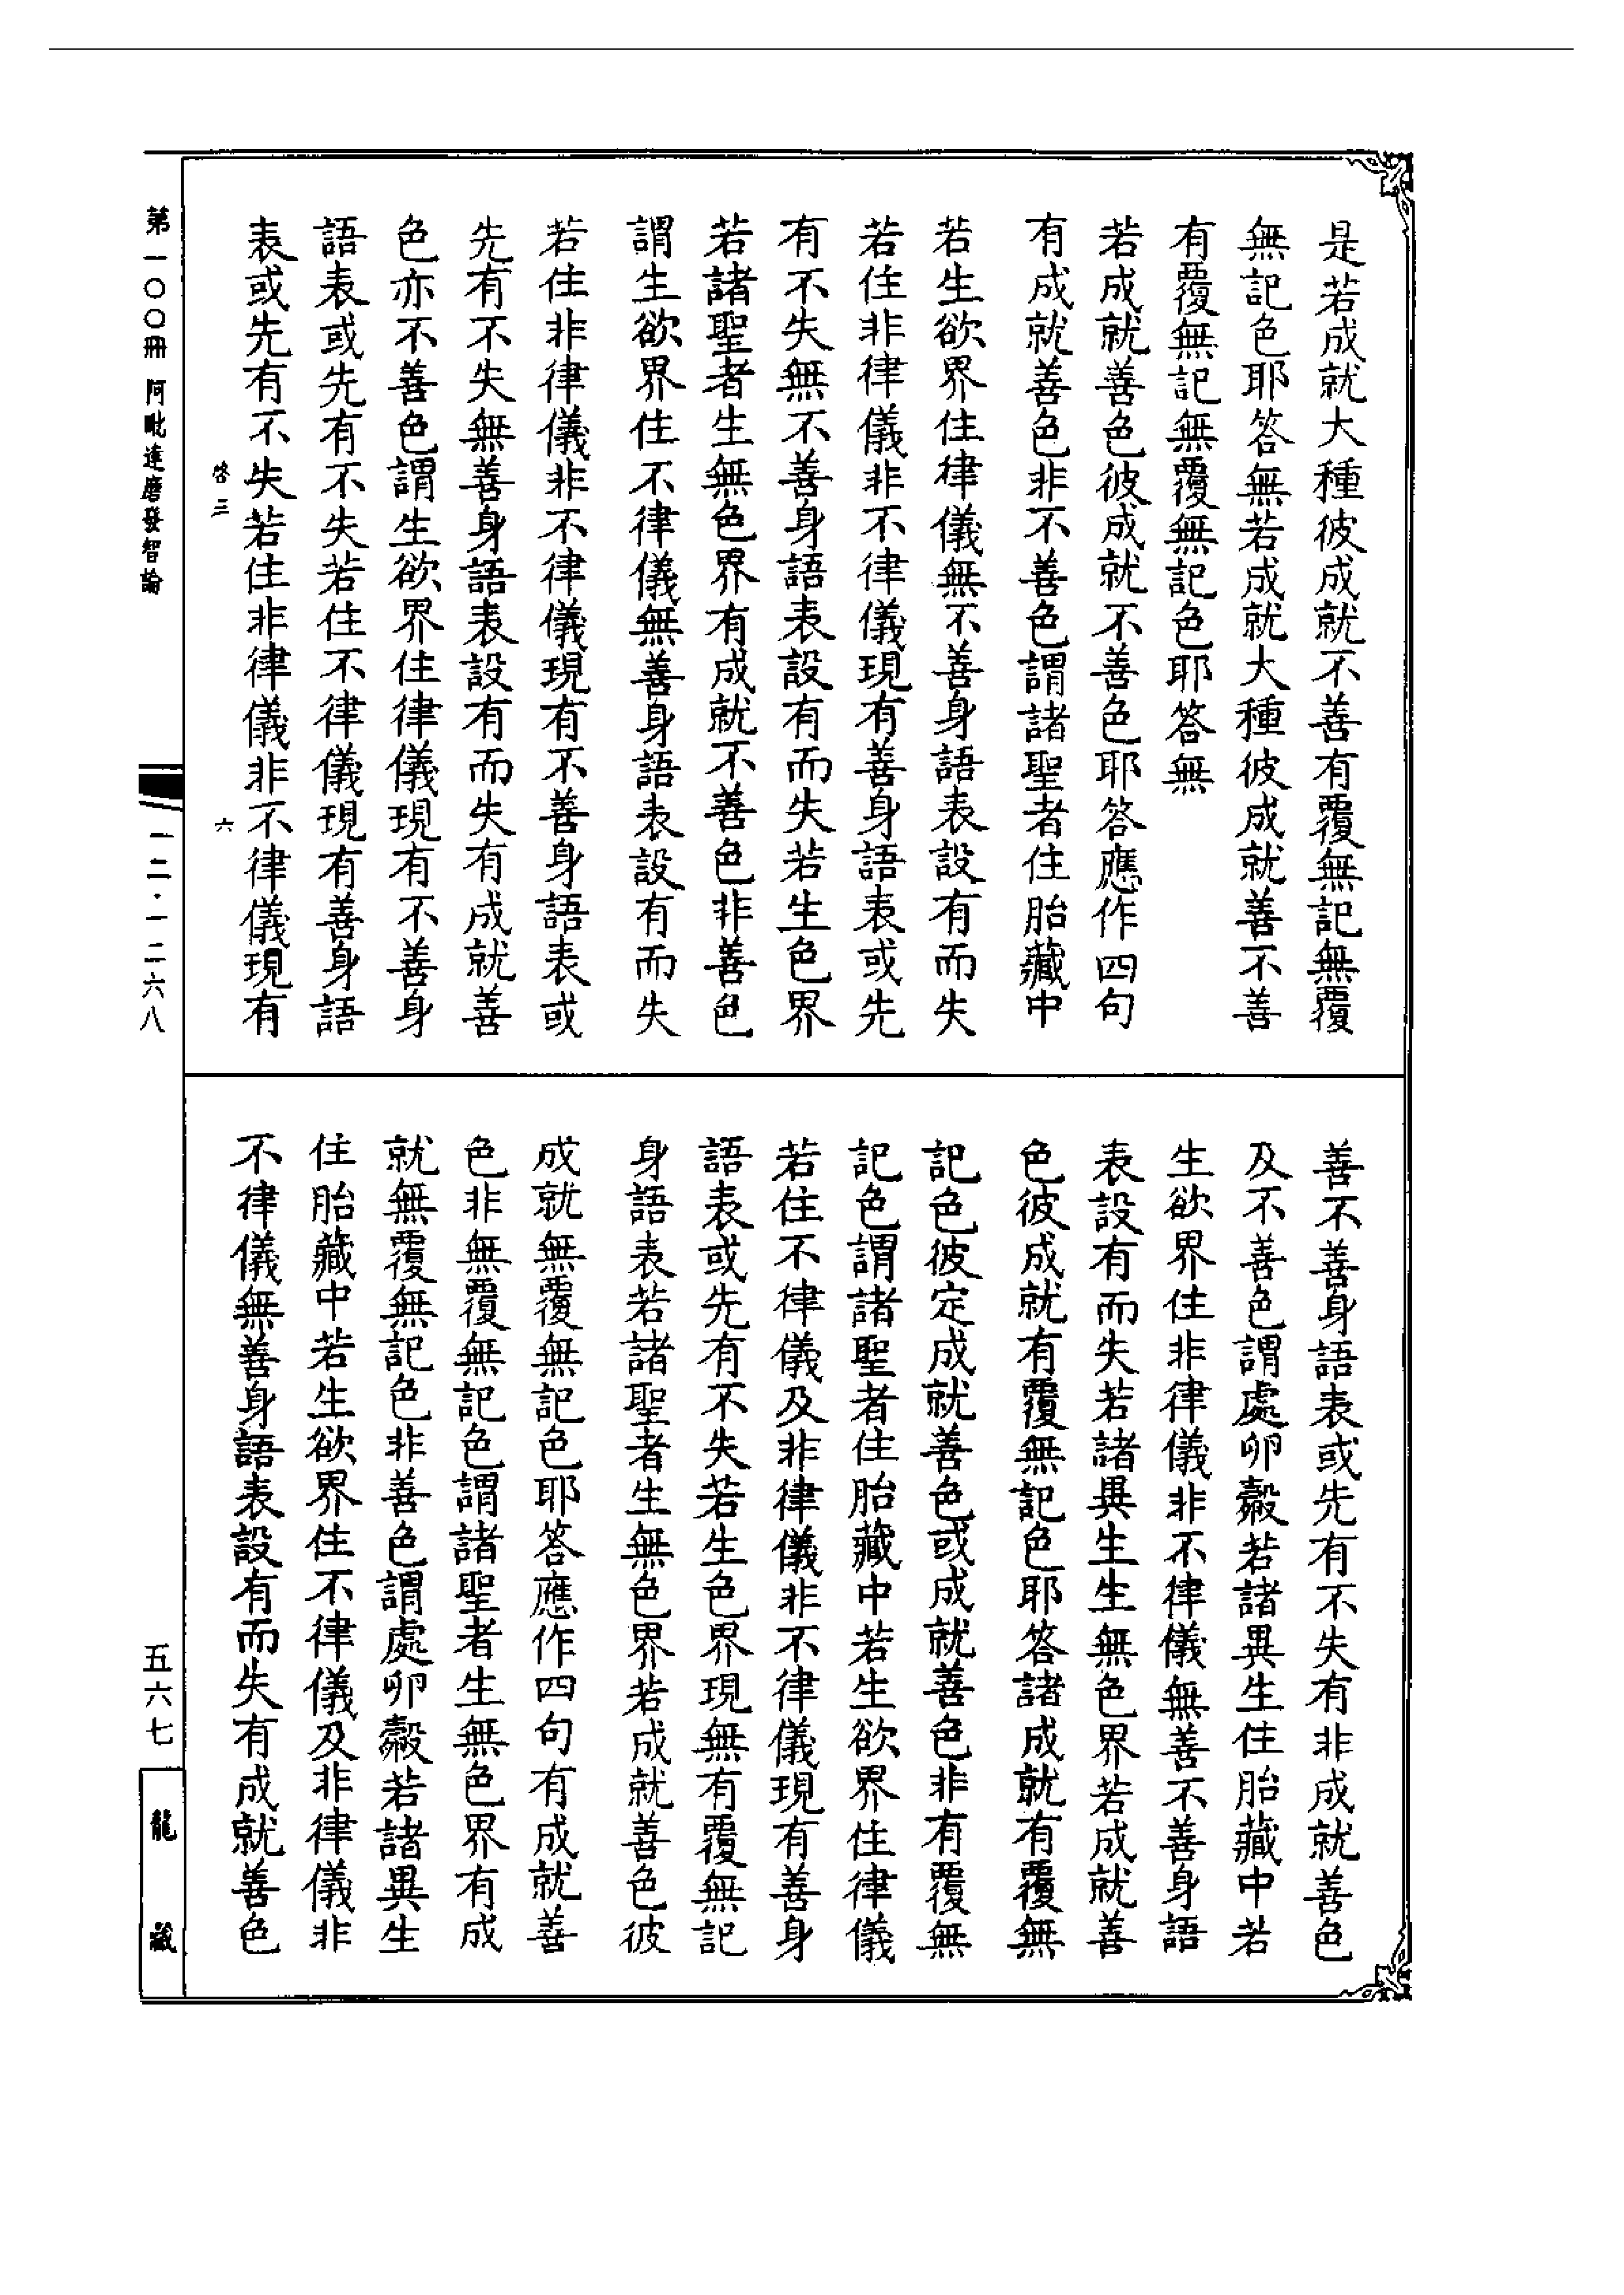 是若成就大種彼成就不善有覆無記無覆
無記色耶答無若成就大種彼成就善不善
有覆無記無覆無記色耶答無
若成就善色彼成就不善色耶答應作四句
有成就善色非不善色謂諸聖者住胎藏中
若生欲界住律儀無不善身語表設有而失
若住非律儀非不律儀現有善身語表或先
有不失無不善身語表設有而失若生色界
若諸聖者生無色界有成就不善色非善色
謂生欲界住不律儀無善身語表設有而失
若住非律儀非不律儀現有不善身語表或
先有不失無善身語表設有而失有成就善
色亦不善色謂生欲界住律儀現有不善身
語表或先有不失若住不律儀現有善身語
表或先有不失若住非律儀非不律儀現有
啓三 六
善不善身語表或先有不失有非成就善色
及不善色謂處卵㲉若諸異生住胎藏中若
生欲界住非律儀非不律儀無善不善身語
表設有而失若諸異生生無色界若成就善
色彼成就有覆無記色耶答諸成就有覆無
記色彼定成就善色或成就善色非有覆無
記色謂諸聖者住胎藏中若生欲界住律儀
若住不律儀及非律儀非不律儀現有善身
語表或先有不失若生色界現無有覆無記
身語表若諸聖者生無色界若成就善色彼
成就無覆無記色耶答應作四句有成就善
色非無覆無記色謂諸聖者生無色界有成
就無覆無記色非善色謂處卵㲉若諸異生
住胎藏中若生欲界住不律儀及非律儀非
不律儀無善身語表設有而失有成就善色
第一〇〇冊 阿毗達磨發智論
一二·一二六八
五六七
龍藏